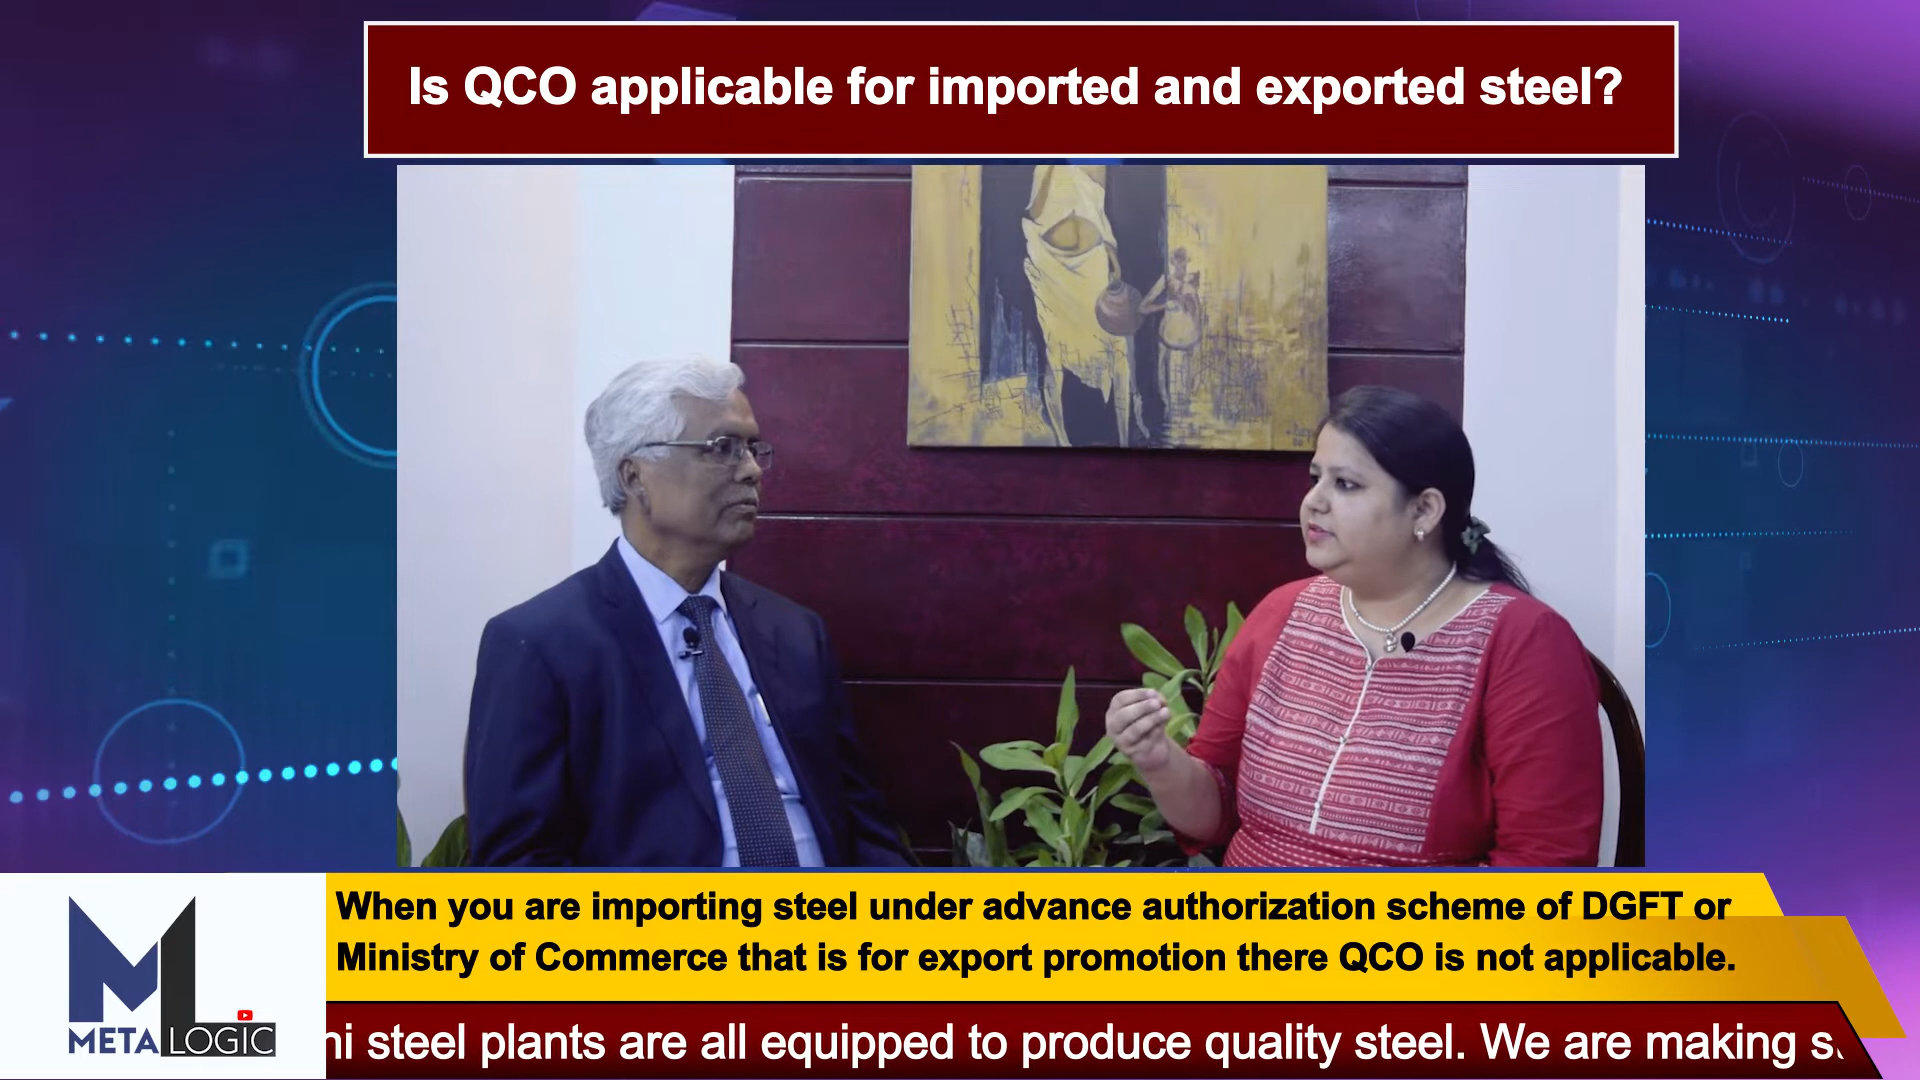 Is QCO applicable for imported and exported steel?
When you are importing steel under advance authorization scheme of DGFT or
Ministry of Commerce that is for export promotion there QCO is not applicable.
META LOGIC
steel plants are all equipped to produce quality steel. We are making